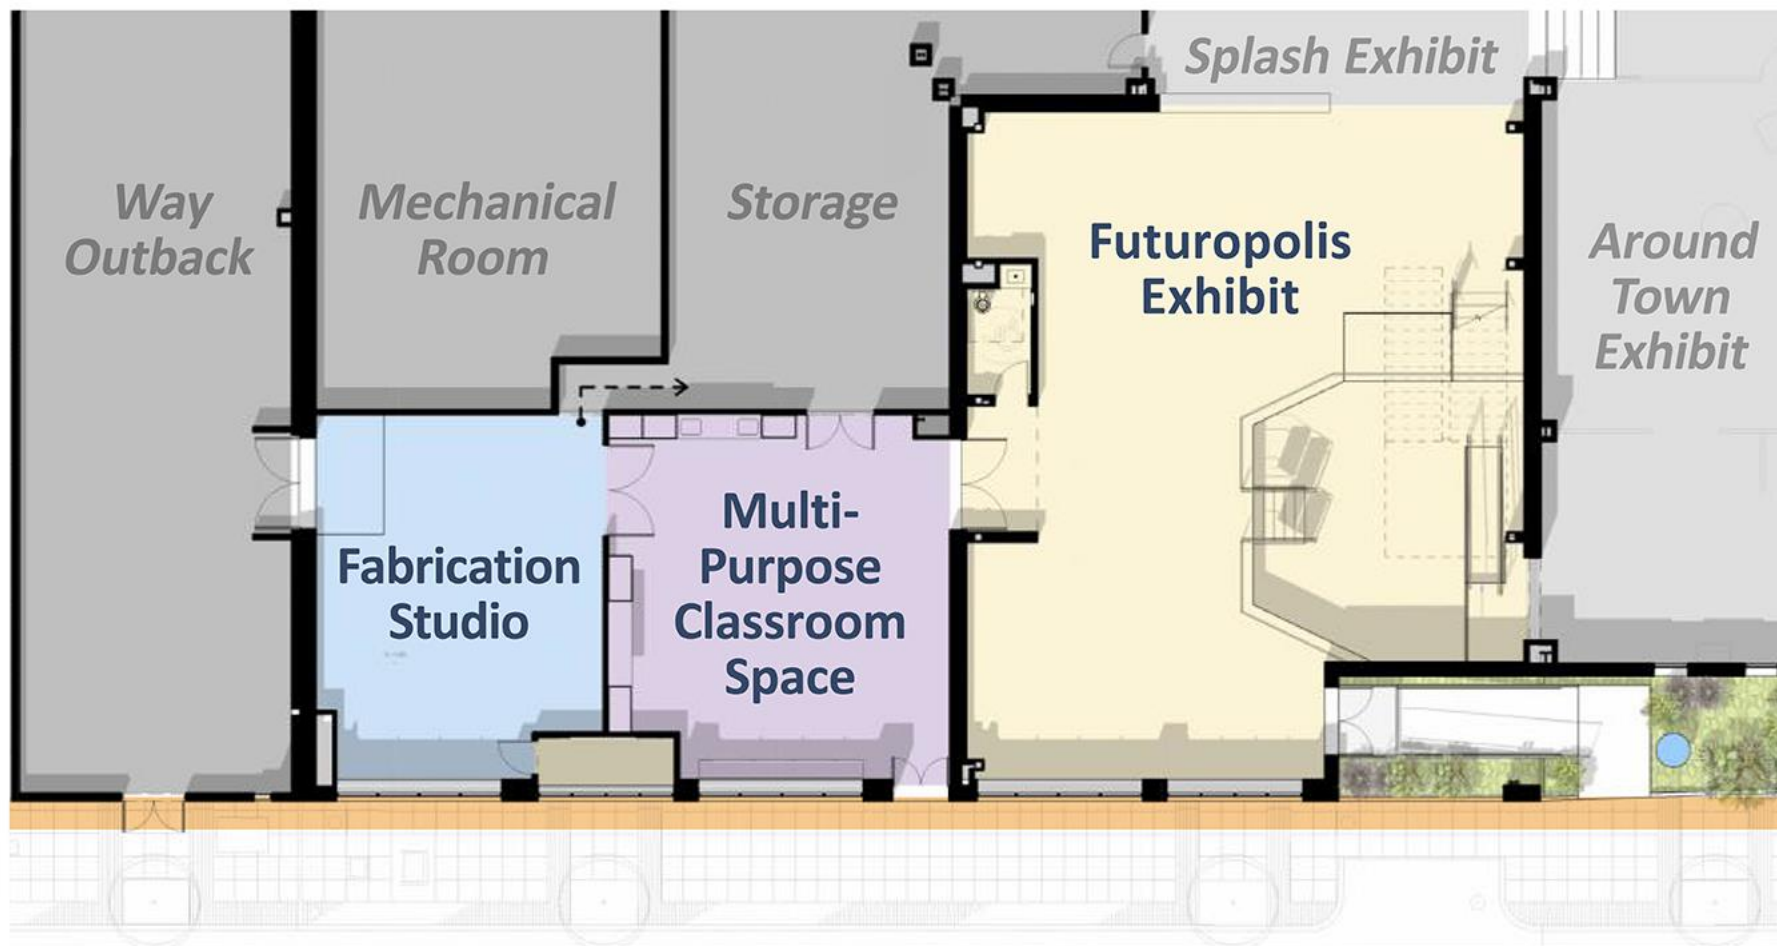 Splash Exhibit
Way
Outback
Mechanical
Room
Storage
Futuropolis
Exhibit
Around
Town
Exhibit
Fabrication
Studio
Multi-
Purpose
Classroom
Space